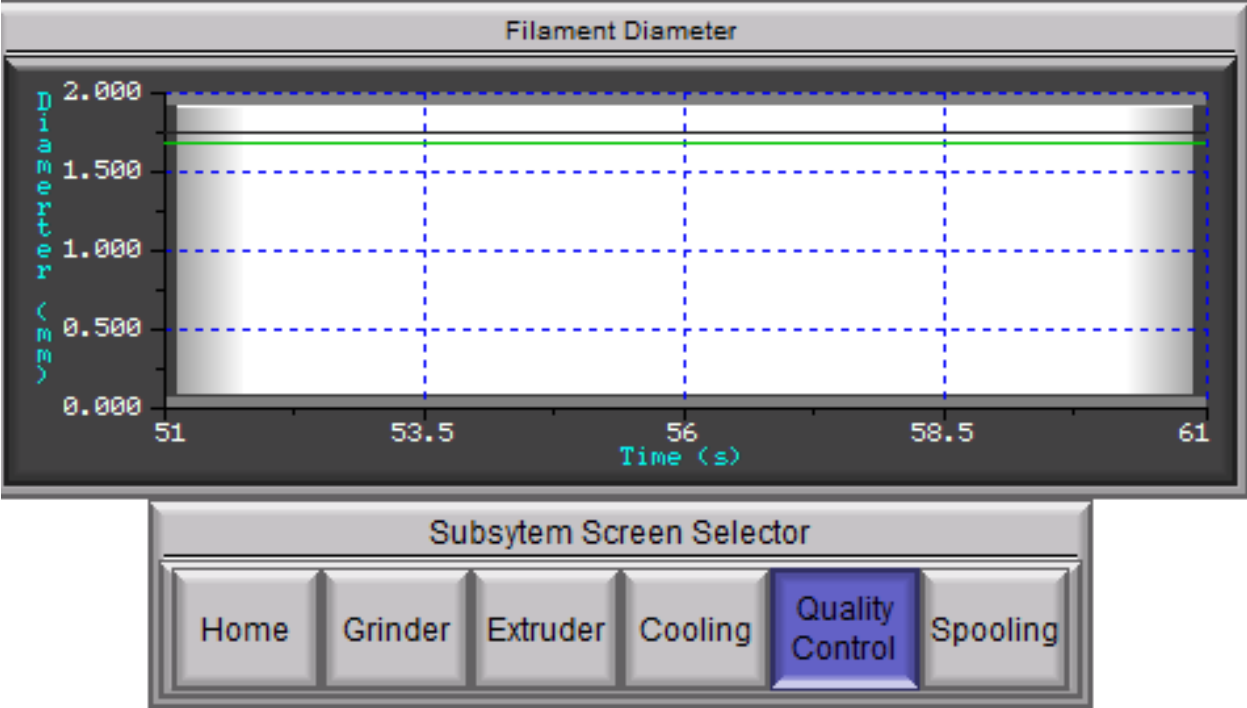 Filament Diameter
Diamerter (mm)
2.000
1.500
1.000
0.500
0.000
51 53.5 56 58.5 61
Time (s)
Subsytem Screen Selector
Home Grinder Extruder Cooling Quality Control Spooling